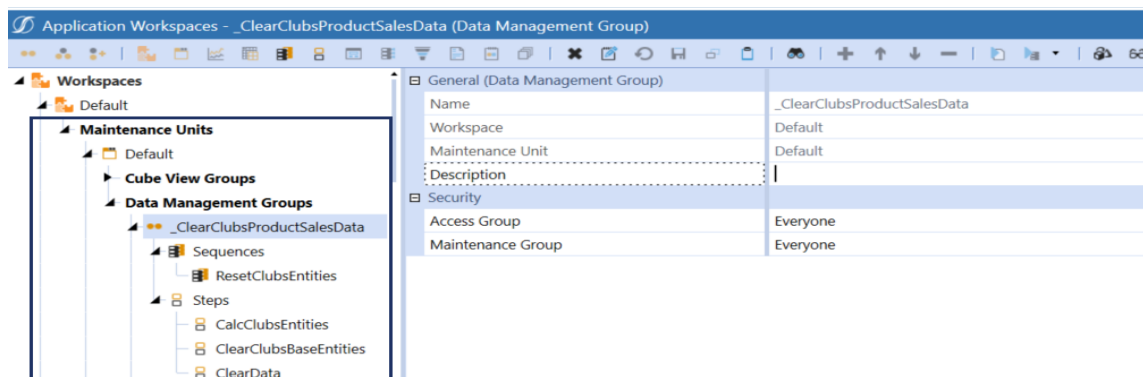 Application Workspaces - _ClearClubsProductSalesData (Data Management Group)
Workspaces
Default
Maintenance Units
Default
Cube View Groups
Data Management Groups
_ClearClubsProductSalesData
Sequences
ResetClubsEntities
Steps
CalcClubsEntities
ClearClubsBaseEntities
ClearData
General (Data Management Group)
Name _ClearClubsProductSalesData
Workspace Default
Maintenance Unit Default
Description
Security
Access Group Everyone
Maintenance Group Everyone